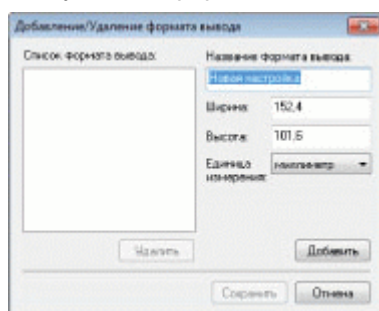 Добавление/Удаление формата вывода
Список формата вывода:
Название формата вывода:
Новая настройка
Ширина: 152,4
Высота: 101,6
Единица измерения: миллиметр
Удалить
Добавить
Сохранить
Отмена